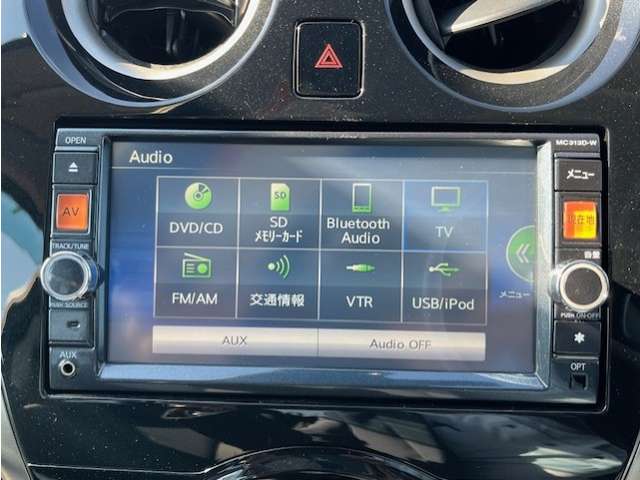 OPEN
MC313D-W
Audio
メニュー
AV
現在地
DVD/CD
SD
メモリーカード
Bluetooth
Audio
TV
TRACK/TUNE
音量
FM/AM
交通情報
VTR
USB/iPod
メニュー
PUSH SOURCE
PUSH ON-OFF
AUX
Audio OFF
AUX
OPT